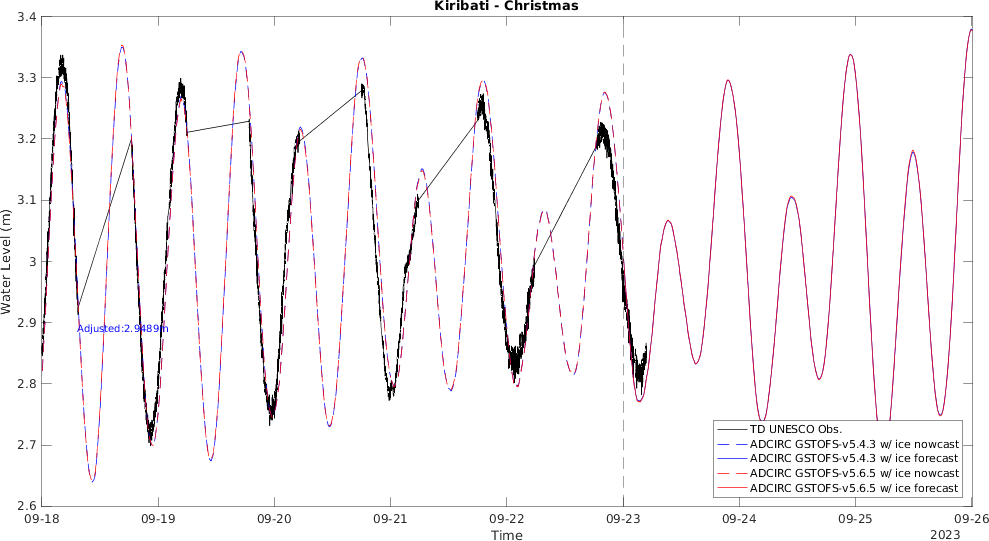 Kiribati - Christmas
Water Level (m)
3.4
3.3
3.2
3.1
3
2.9
2.8
2.7
2.6
Adjusted:2.9489m
TD UNESCO Obs.
ADCIRC GSTOFS-v5.4.3 w/ ice nowcast
ADCIRC GSTOFS-v5.4.3 w/ ice forecast
ADCIRC GSTOFS-v5.6.5 w/ ice nowcast
ADCIRC GSTOFS-v5.6.5 w/ ice forecast
09-18 09-19 09-20 09-21 09-22 09-23 09-24 09-25 09-26
Time
2023